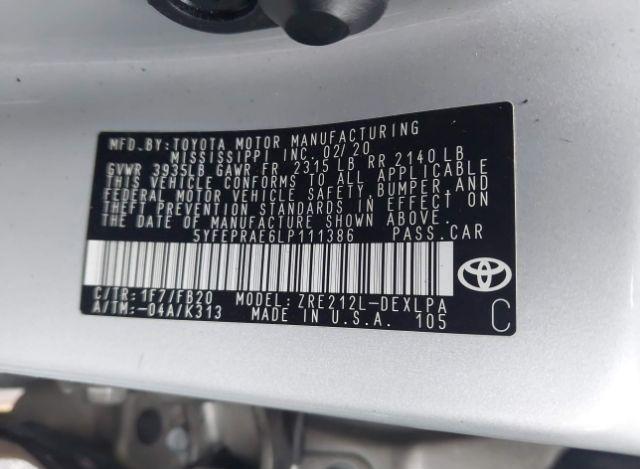 MFD.BY:TOYOTA MOTOR MANUFACTURING
MISSISSIPPI INC. 02/20
GVWR 3935LB GAWR FR 2315 LB RR 2140 LB
THIS VEHICLE CONFORMS TO ALL APPLICABLE
FEDERAL MOTOR VEHICLE SAFETY, BUMPER, AND
THEFT PREVENTION STANDARDS IN EFFECT ON
THE DATE OF MANUFACTURE SHOWN ABOVE.
5YFEPRAE6LP111386 PASS.CAR
C/TR:1F7/FB20 MODEL:ZRE212L-DEXLPA
A/TM:-04A/K313 MADE IN U.S.A. 105
C